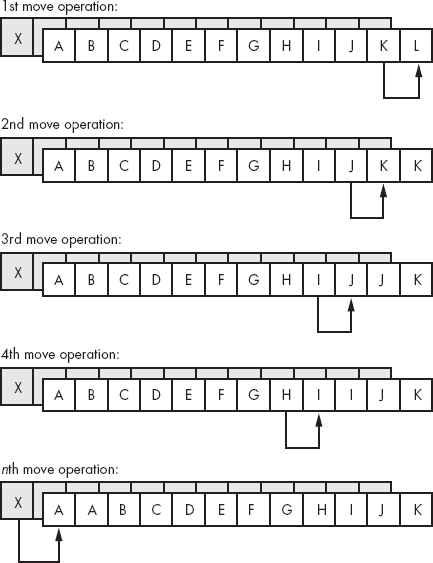 1st move operation:
X A B C D E F G H I J K L
2nd move operation:
X A B C D E F G H I J K K
3rd move operation:
X A B C D E F G H I J J K
4th move operation:
X A B C D E F G H I I J K
nth move operation:
X A A B C D E F G H I J K